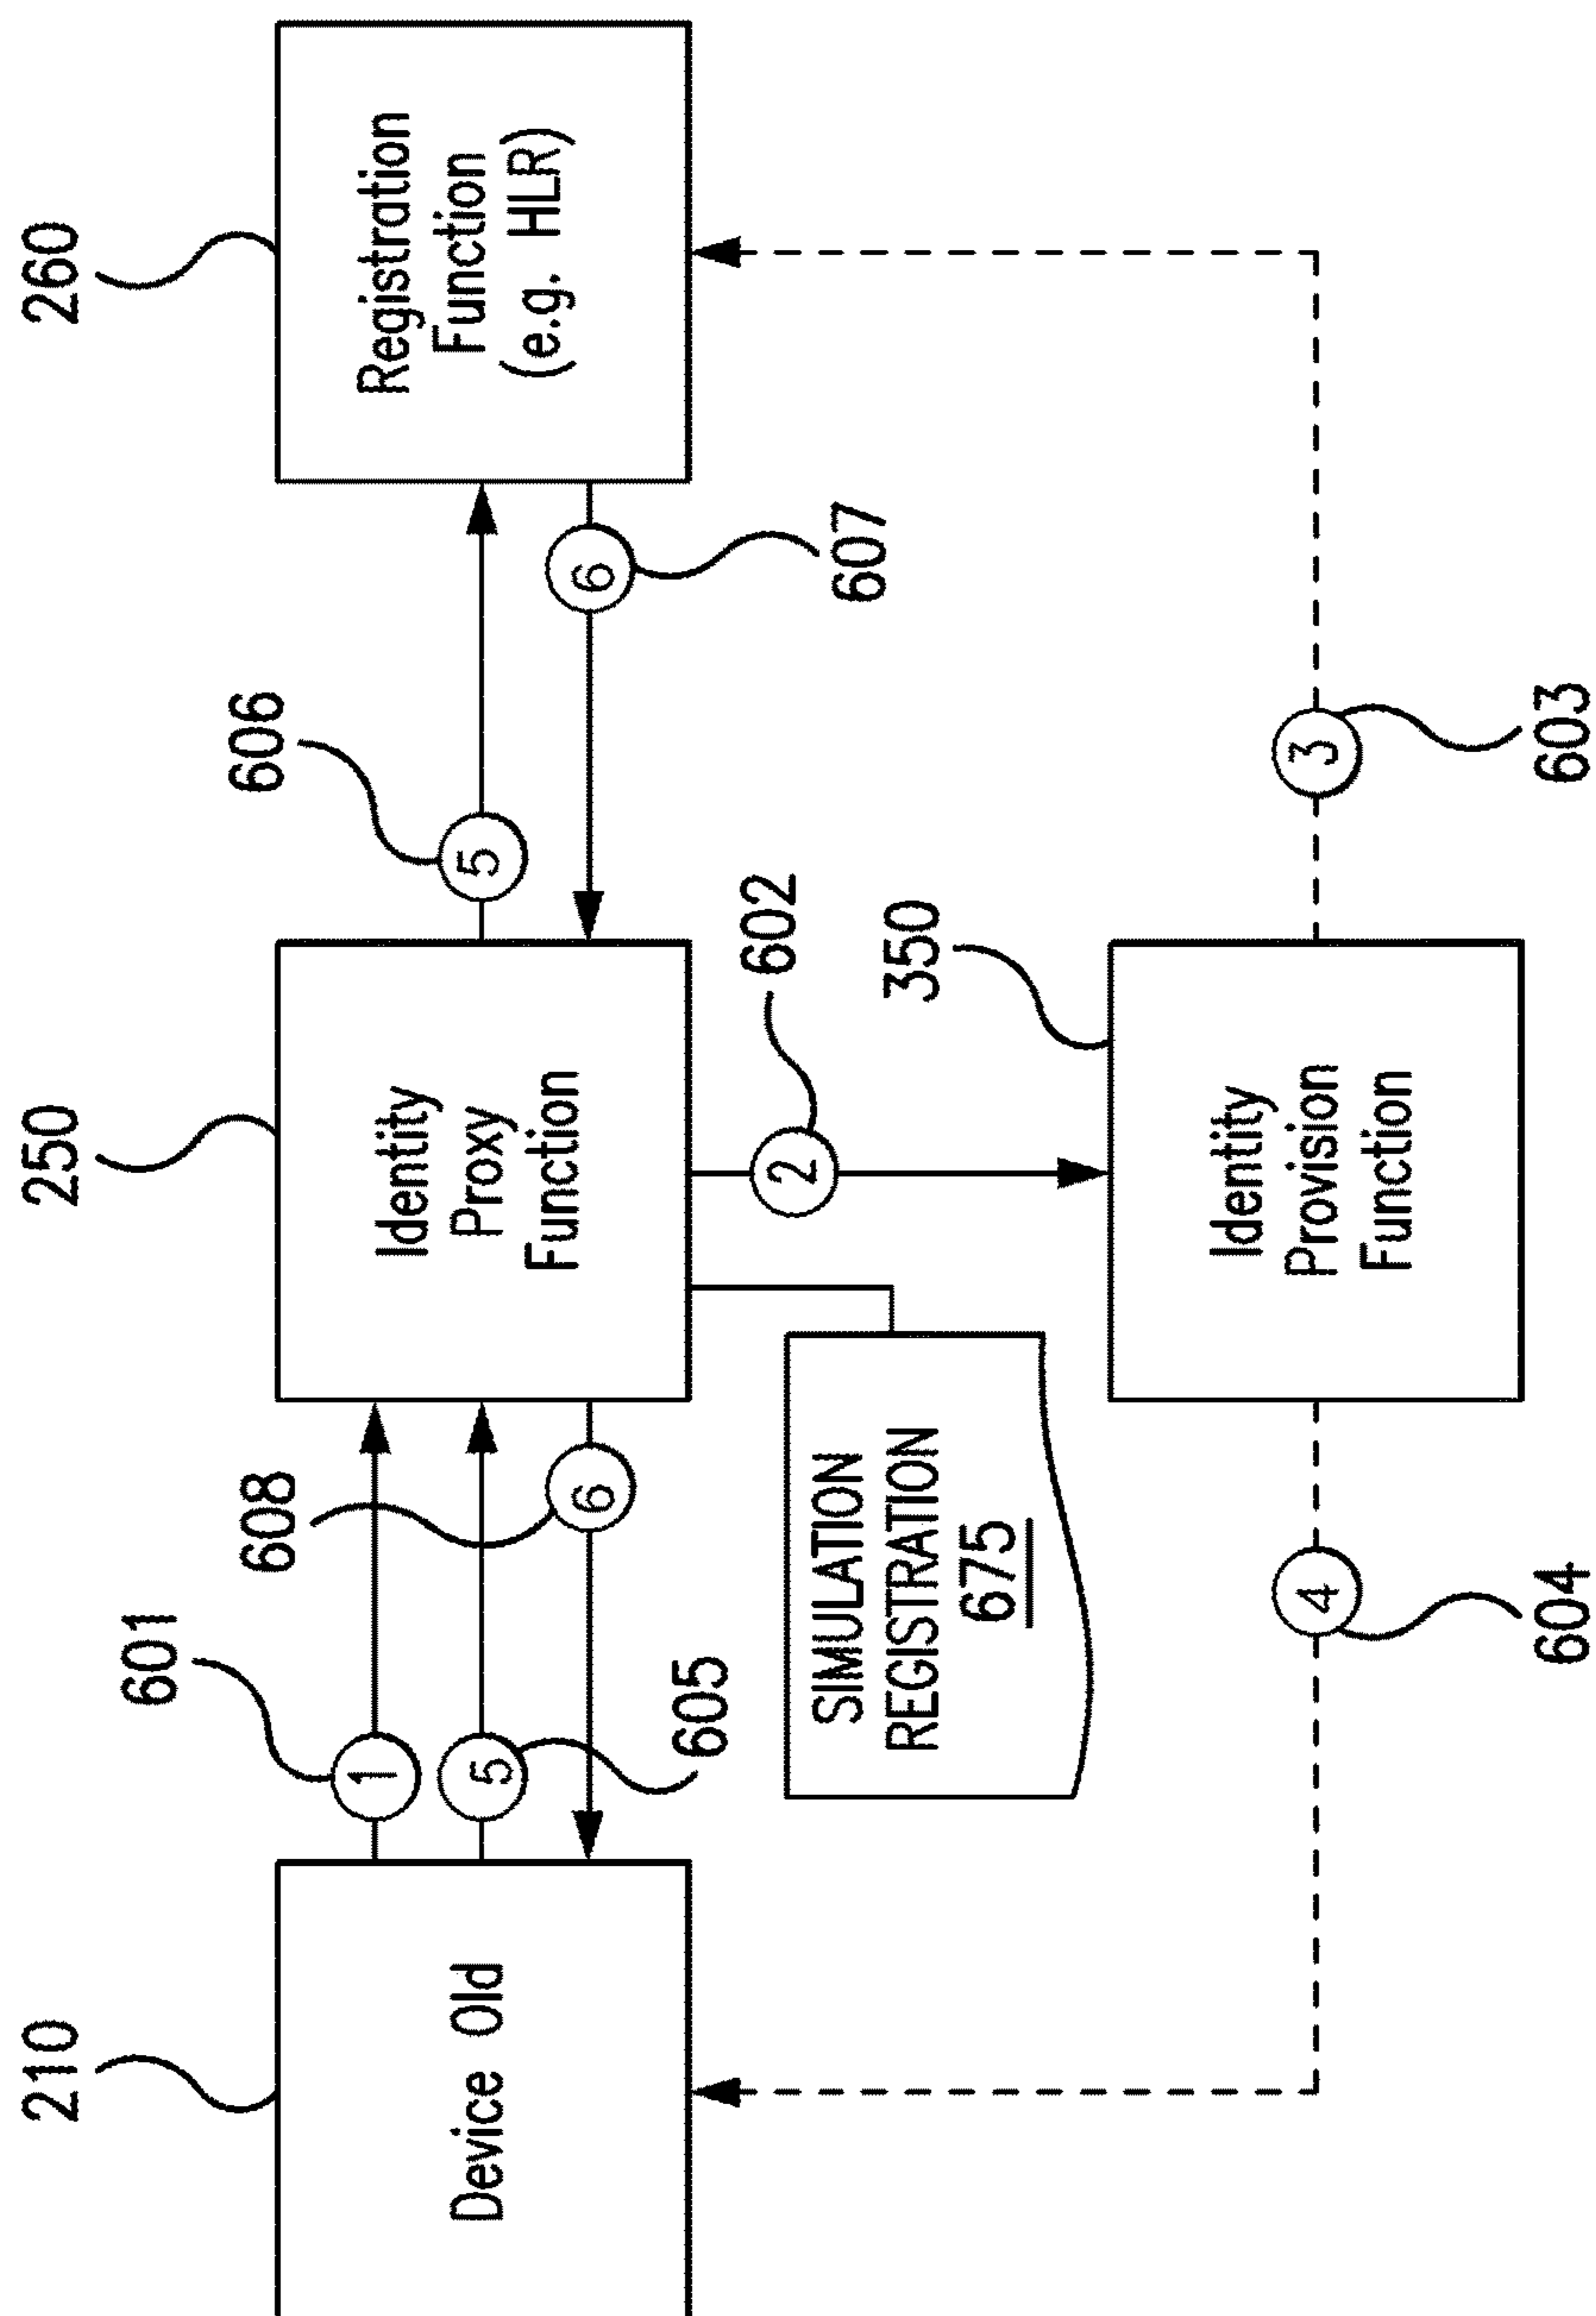 210
250
260
Device Old
Identity
Proxy
Function
Registration
Function
(e.g. HLR)
601
1
608
605
5
6
606
5
6
607
602
2
SIMULATION
REGISTRATION
675
350
Identity
Provision
Function
4
604
3
603